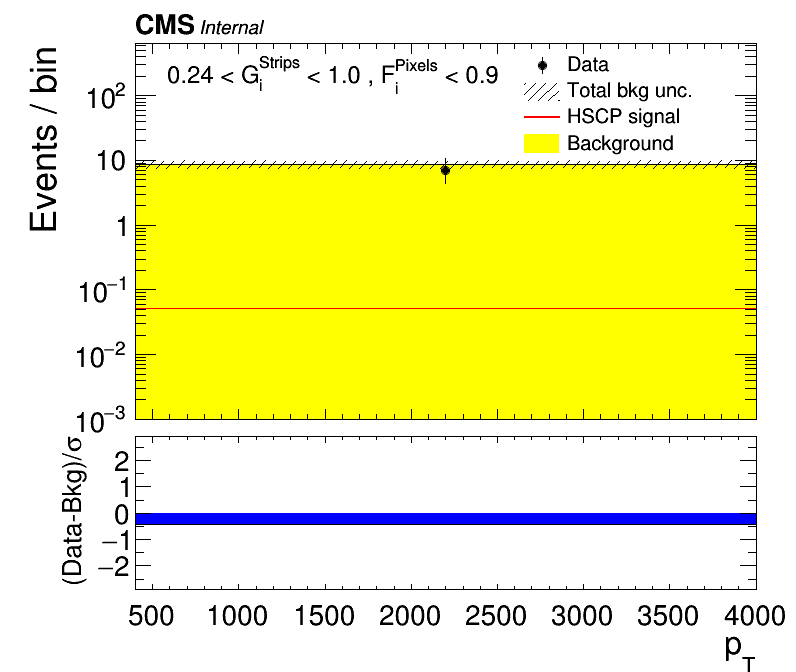 CMS Internal
0.24 < G_i^Strips < 1.0 , F_i^Pixels < 0.9
Data
Total bkg unc.
HSCP signal
Background
Events / bin
10²
10
1
10⁻¹
10⁻²
10⁻³
(Data-Bkg)/σ
2
1
0
−1
−2
500 1000 1500 2000 2500 3000 3500 4000
p_T